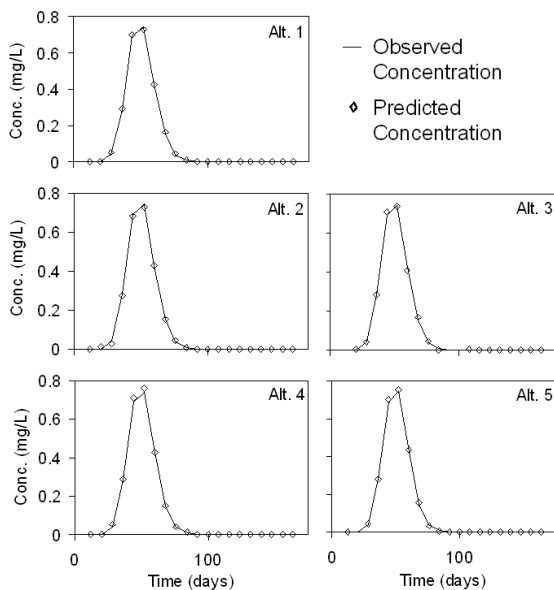 0.8
0.6
0.4
0.2
0
Conc. (mg/L)
Alt. 1
Observed
Concentration
Predicted
Concentration
0.8
0.6
0.4
0.2
0
Conc. (mg/L)
Alt. 2
Alt. 3
0.8
0.6
0.4
0.2
0
Conc. (mg/L)
Alt. 4
Alt. 5
0 100
Time (days)
0 100
Time (days)